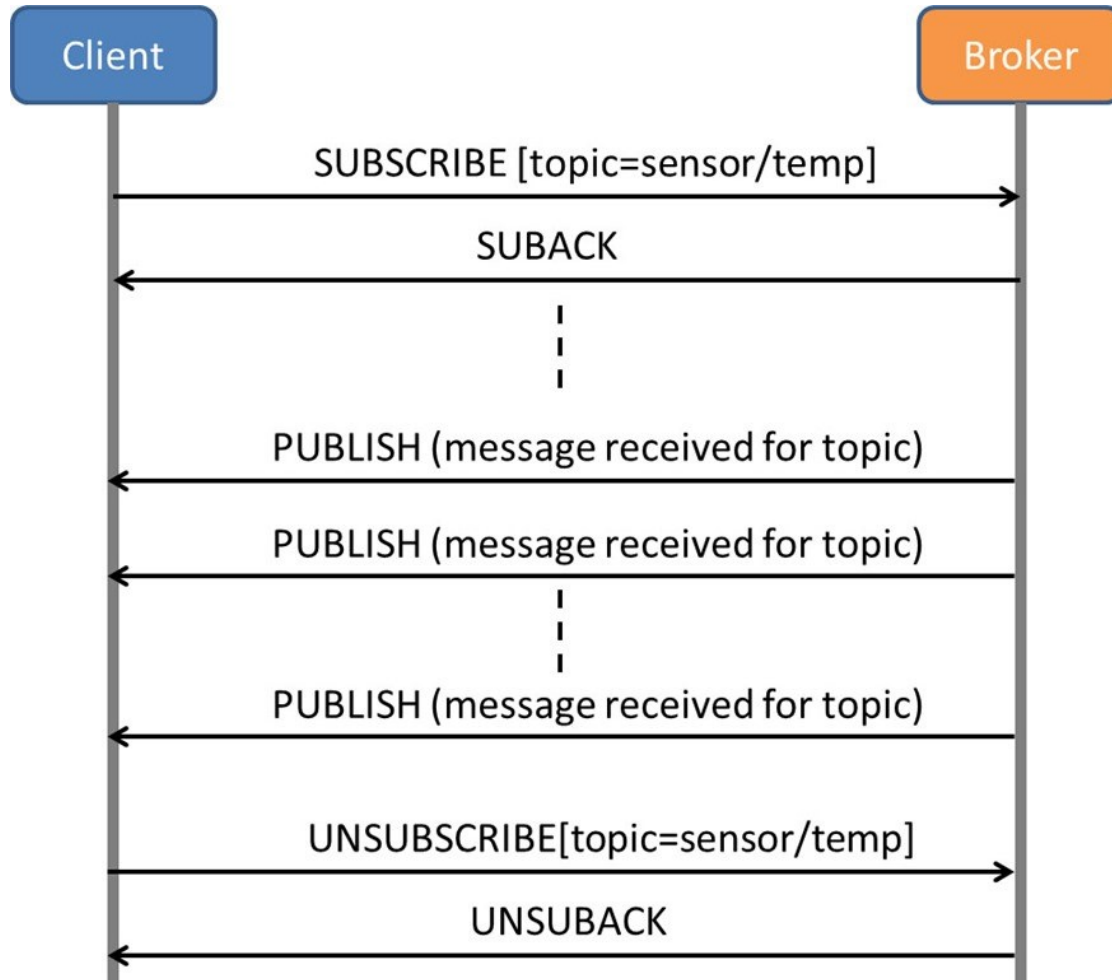 Client
Broker
SUBSCRIBE [topic=sensor/temp]
SUBACK
PUBLISH (message received for topic)
PUBLISH (message received for topic)
PUBLISH (message received for topic)
UNSUBSCRIBE[topic=sensor/temp]
UNSUBACK